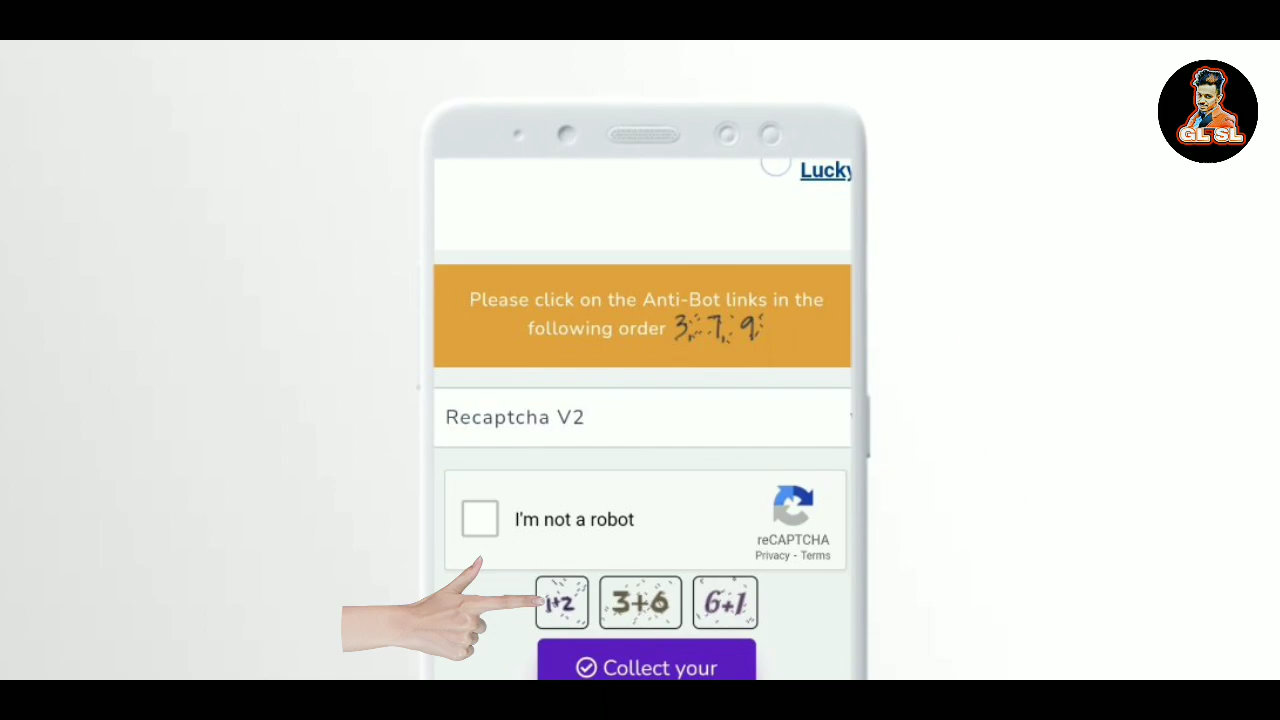 GL SL
Lucky
Please click on the Anti-Bot links in the
following order 3, 7, 9
Recaptcha V2
I'm not a robot
reCAPTCHA
Privacy - Terms
1+2 3+6 6+1
Collect your